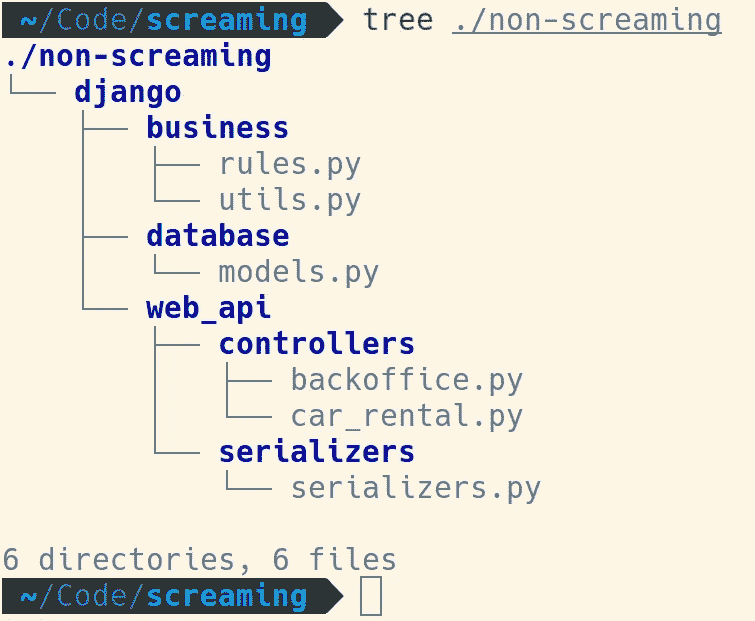 ~/Code/screaming tree ./non-screaming
./non-screaming
└── django
    ├── business
    │   ├── rules.py
    │   └── utils.py
    ├── database
    │   └── models.py
    └── web_api
        ├── controllers
        │   ├── backoffice.py
        │   └── car_rental.py
        └── serializers
            └── serializers.py
6 directories, 6 files
~/Code/screaming